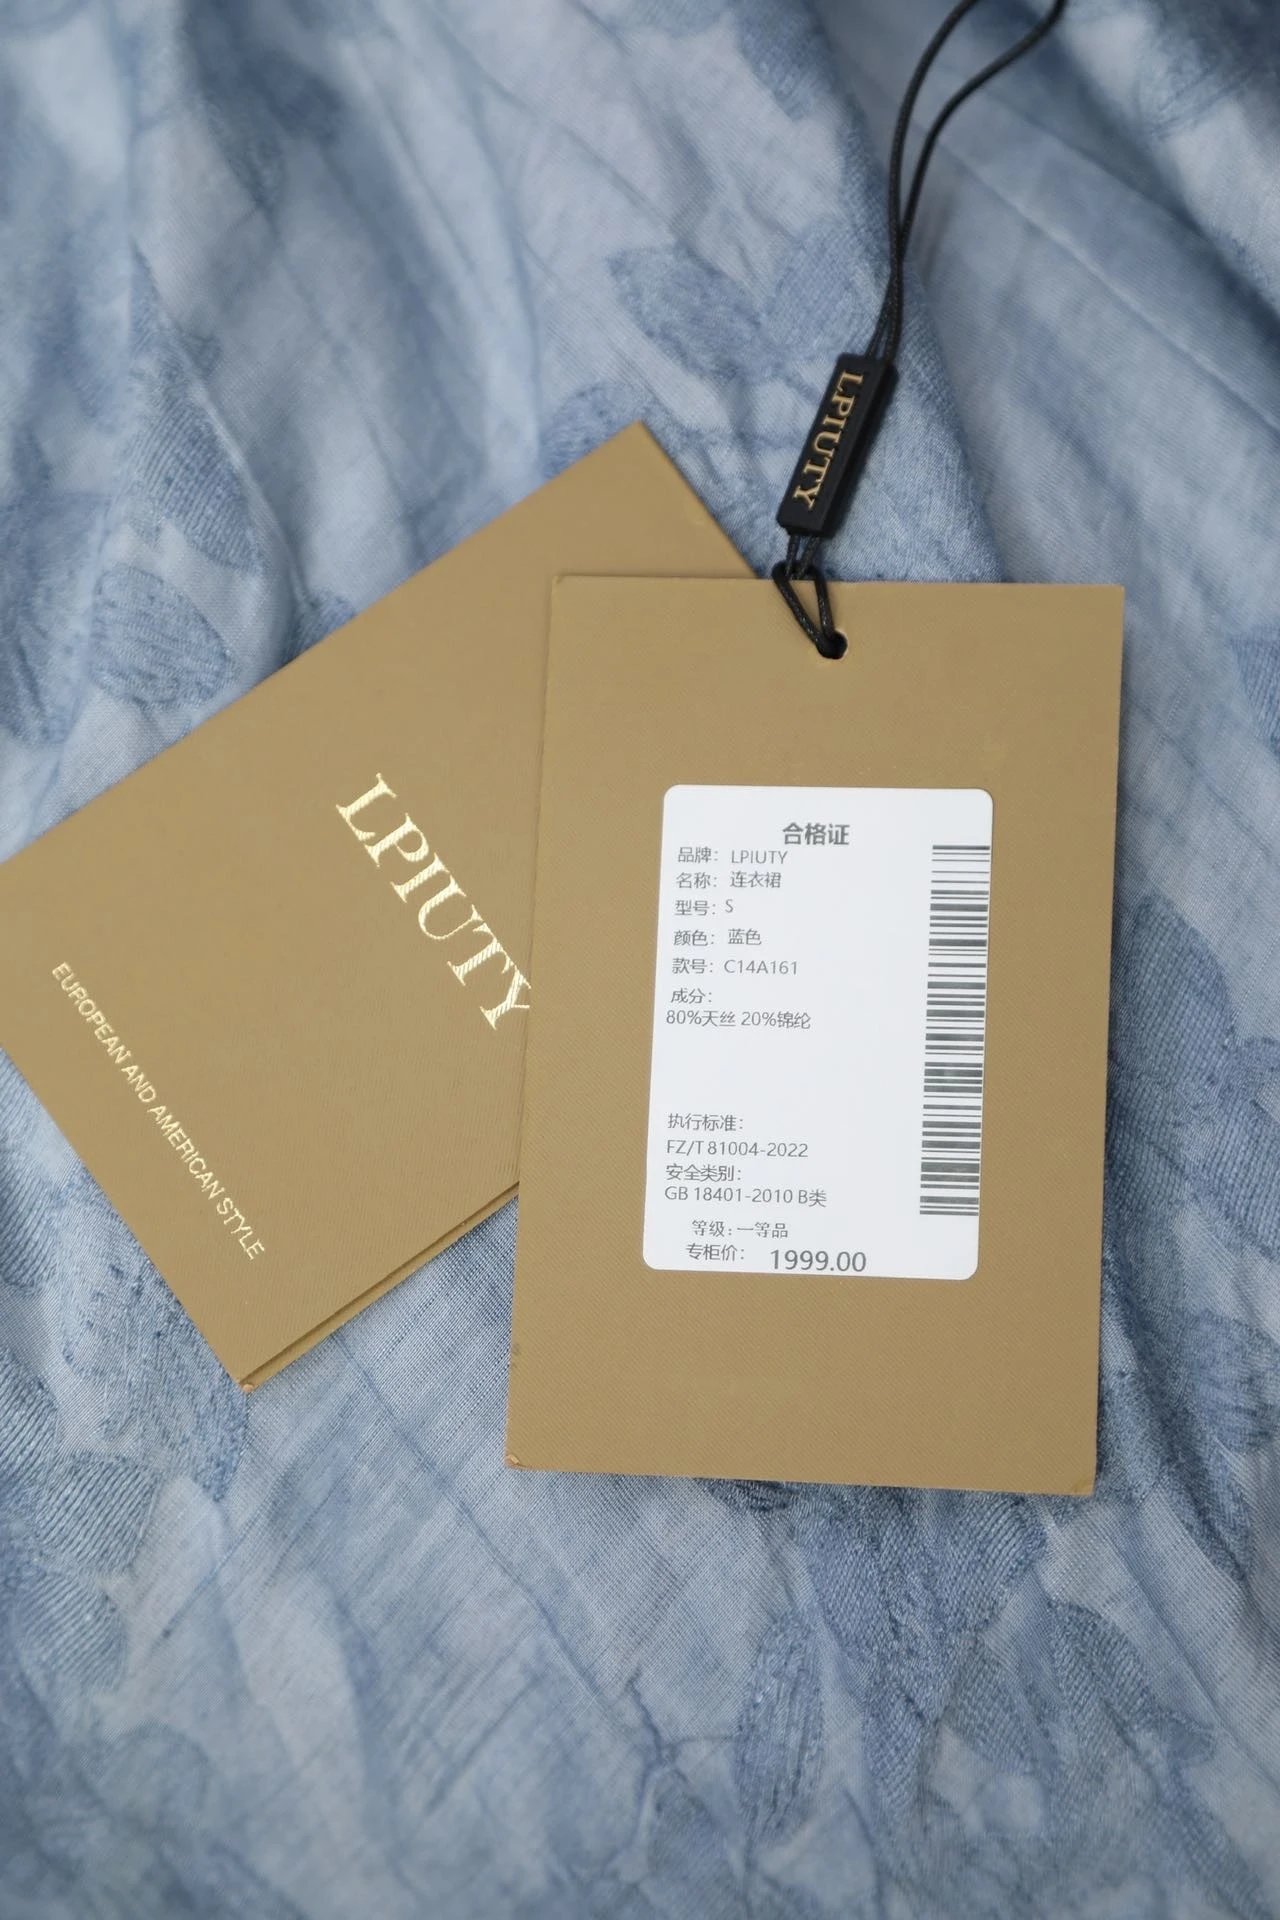 LPIUTY
LPIUTY
EUROPEAN AND AMERICAN STYLE
合格证
品牌: LPIUTY
名称: 连衣裙
型号: S
颜色: 蓝色
款号: C14A161
成分:
80%天丝 20%锦纶
执行标准:
FZ/T 81004-2022
安全类别:
GB 18401-2010 B类
等级: 一等品
专柜价: 1999.00